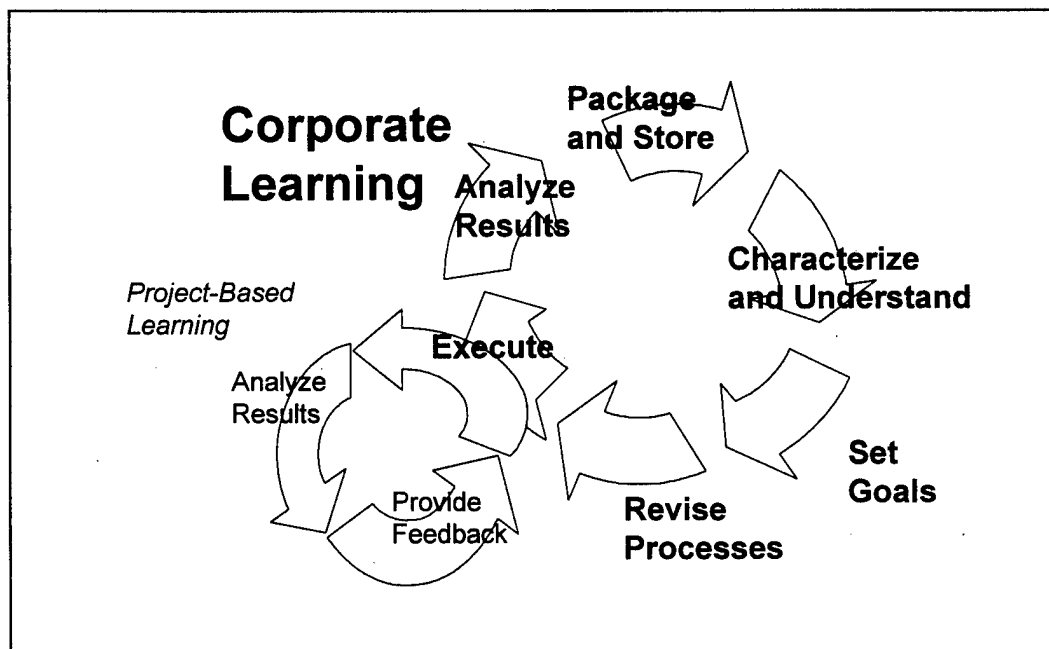 Corporate
Learning
Package
and Store
Analyze
Results
Characterize
and Understand
Project-Based
Learning
Execute
Analyze
Results
Set
Goals
Provide
Feedback
Revise
Processes